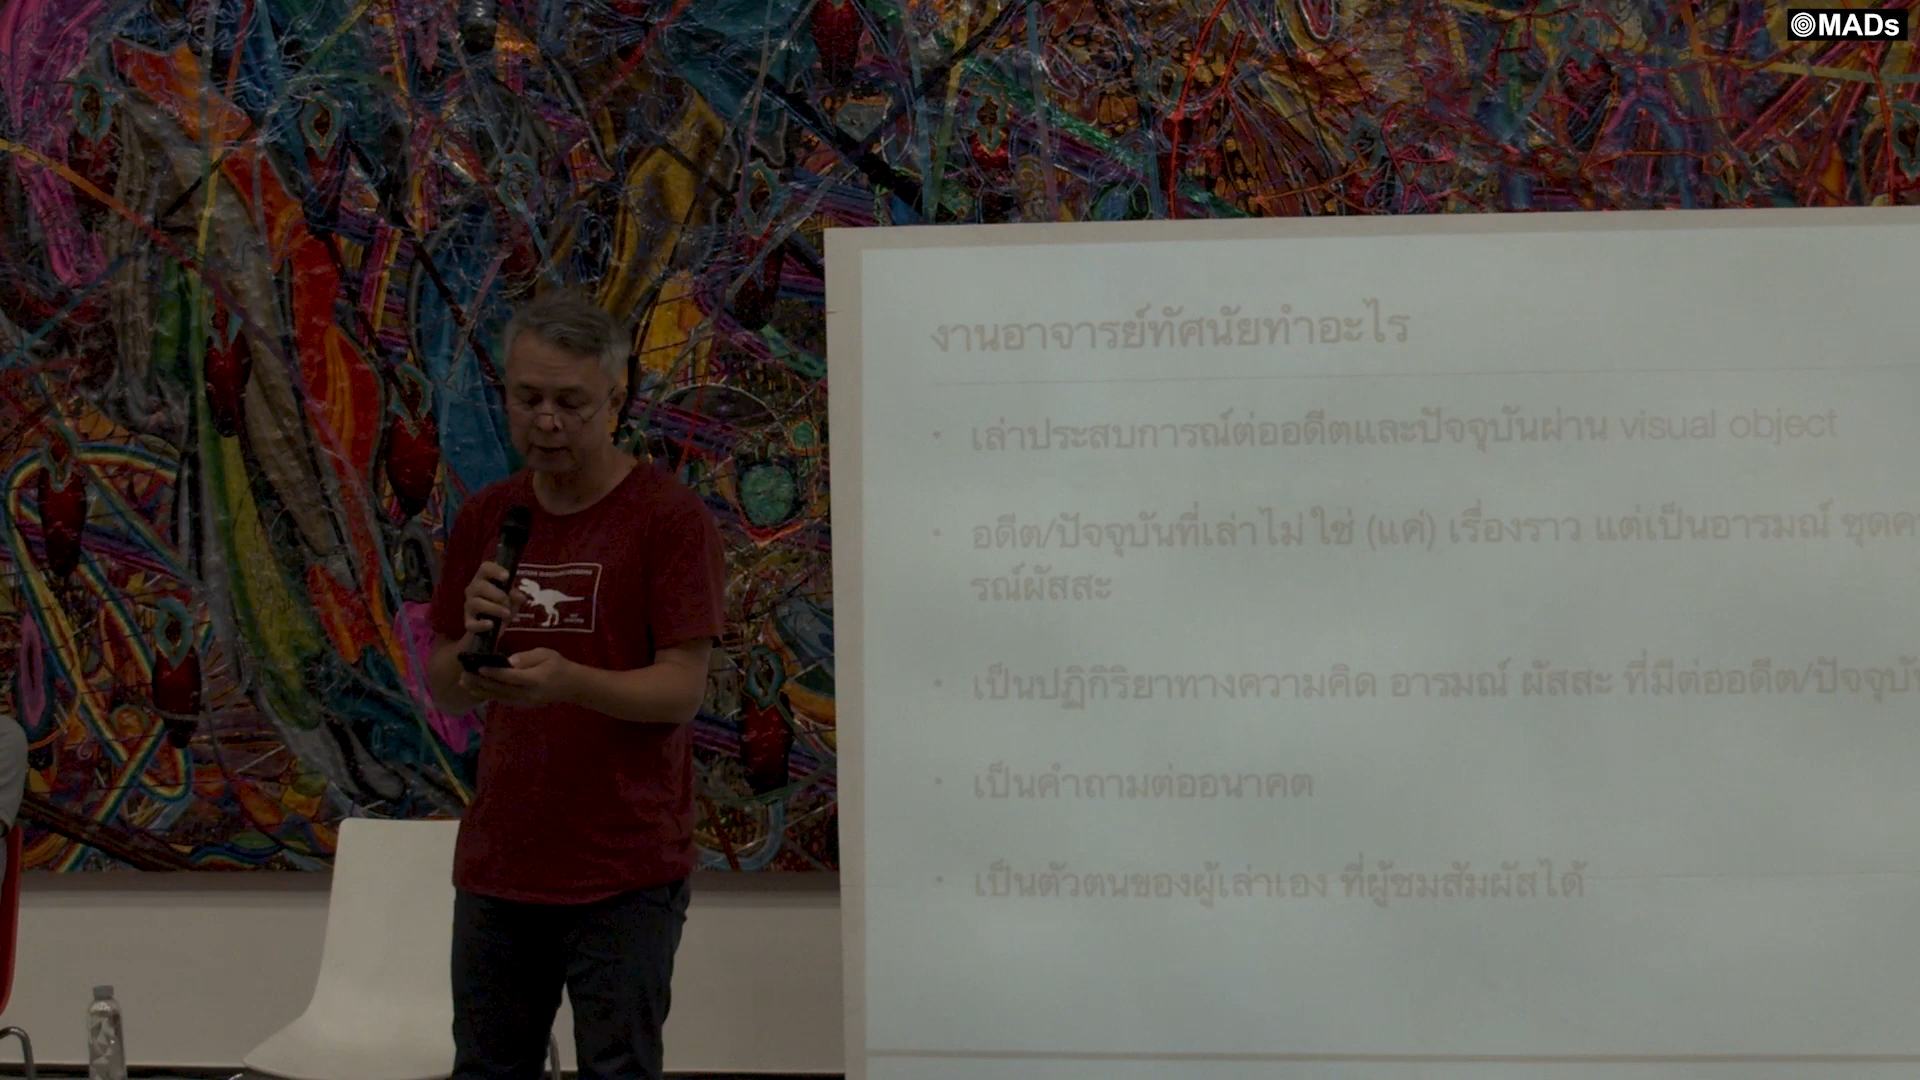 MADs
งานอาจารย์ทัศนัยทำอะไร
• เล่าประสบการณ์ต่ออดีตและปัจจุบันผ่าน visual object
• อดีต/ปัจจุบันที่เล่าไม่ใช่ (แค่) เรื่องราว แต่เป็นอารมณ์
รณ์ผัสสะ
• เป็นปฏิกิริยาทางความคิด อารมณ์ ผัสสะ ที่มีต่ออดีต/
• เป็นคำถามต่ออนาคต
• เป็นตัวตนของผู้เล่าเอง ที่ผู้ชมสัมผัสได้